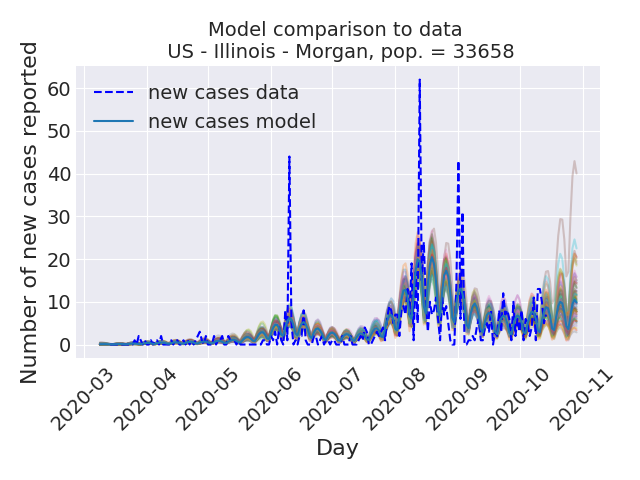 Model comparison to data
US - Illinois - Morgan, pop. = 33658
Number of new cases reported
60
50
40
30
20
10
0
new cases data
new cases model
2020-03
2020-04
2020-05
2020-06
2020-07
2020-08
2020-09
2020-10
2020-11
Day